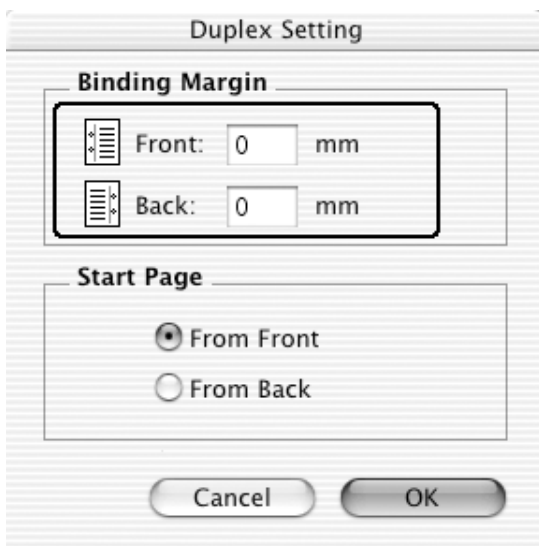 Duplex Setting
Binding Margin
Front: 0 mm
Back: 0 mm
Start Page
From Front
From Back
Cancel OK